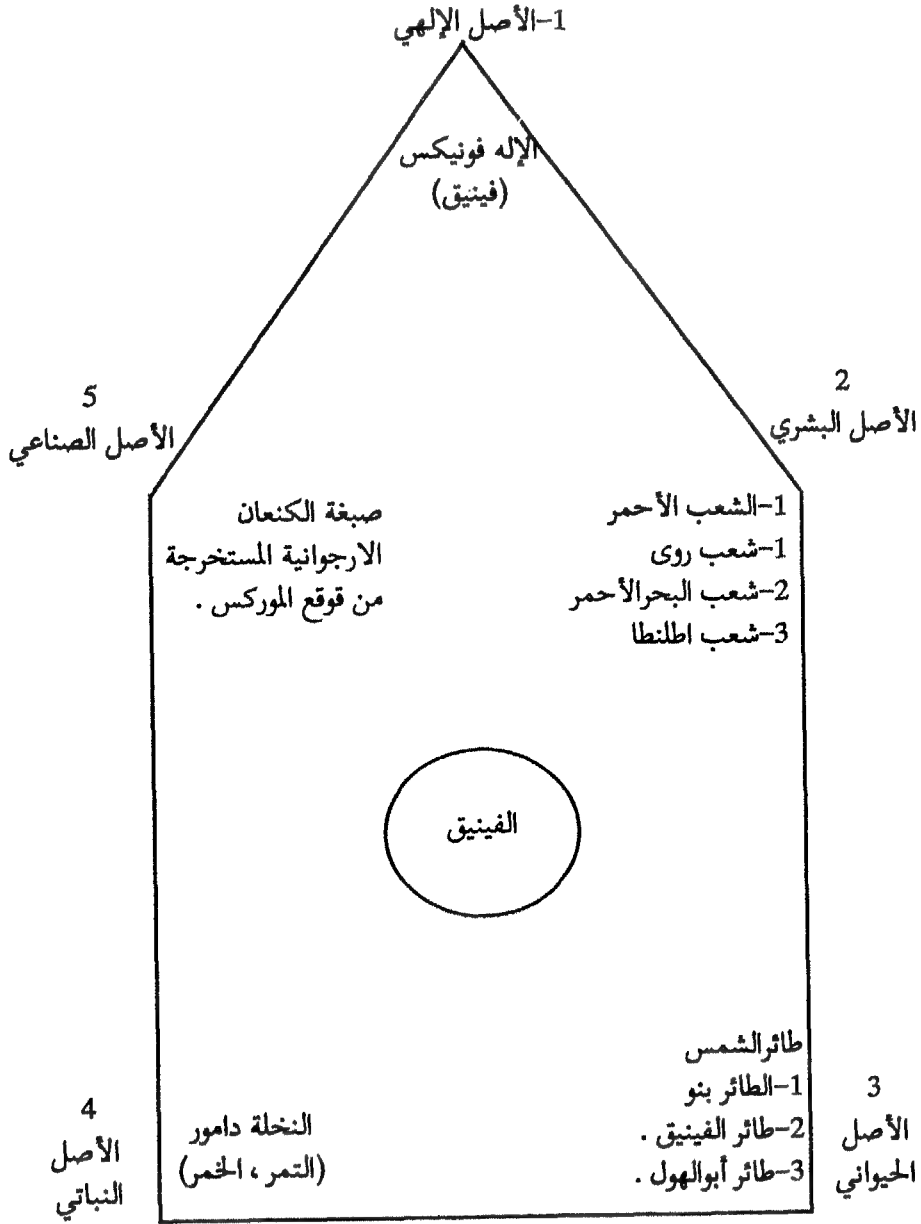 1-الأصل الإلهي
الإله فونيكس
(فينيق)
2
الأصل البشري
5
الأصل الصناعي
1-الشعب الأحمر
1-شعب روى
2-شعب البحرالأحمر
3-شعب اطلنطا
صبغة الكنعان
الارجوانية المستخرجة
من قوقع الموركس .
الفينيق
طائرالشمس
1-الطائر بنو
2-طائر الفينيق .
3-طائر أبوالهول .
3
الأصل
الحيواني
النخلة دامور
(التمر ، الخمر)
4
الأصل
النباتي